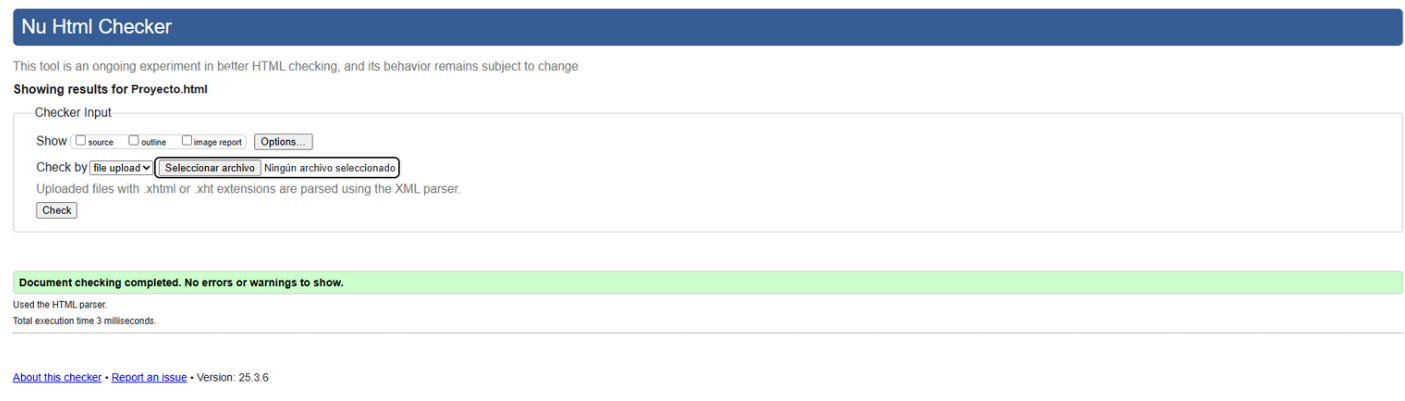 Nu Html Checker
This tool is an ongoing experiment in better HTML checking, and its behavior remains subject to change
Showing results for Proyecto.html
Checker Input
Show source outline image report Options...
Check by file upload Seleccionar archivo Ningún archivo seleccionado
Uploaded files with .xhtml or .xht extensions are parsed using the XML parser.
Check
Document checking completed. No errors or warnings to show.
Used the HTML parser.
Total execution time 3 milliseconds.
About this checker • Report an issue • Version: 25.3.6